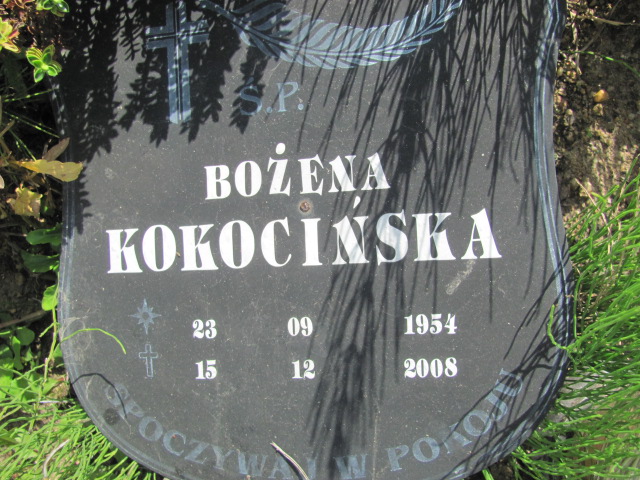 Ś.P.
BOŻENA
KOKOCIŃSKA
23 09 1954
15 12 2008
SPOCZYWAJ W POKOJU